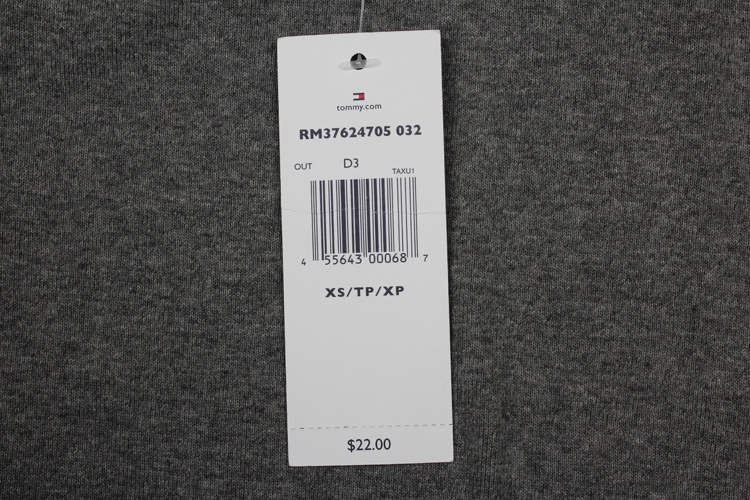 tommy.com
RM37624705 032
OUT D3 TAXU1
4 55643 00068 7
XS/TP/XP
$22.00